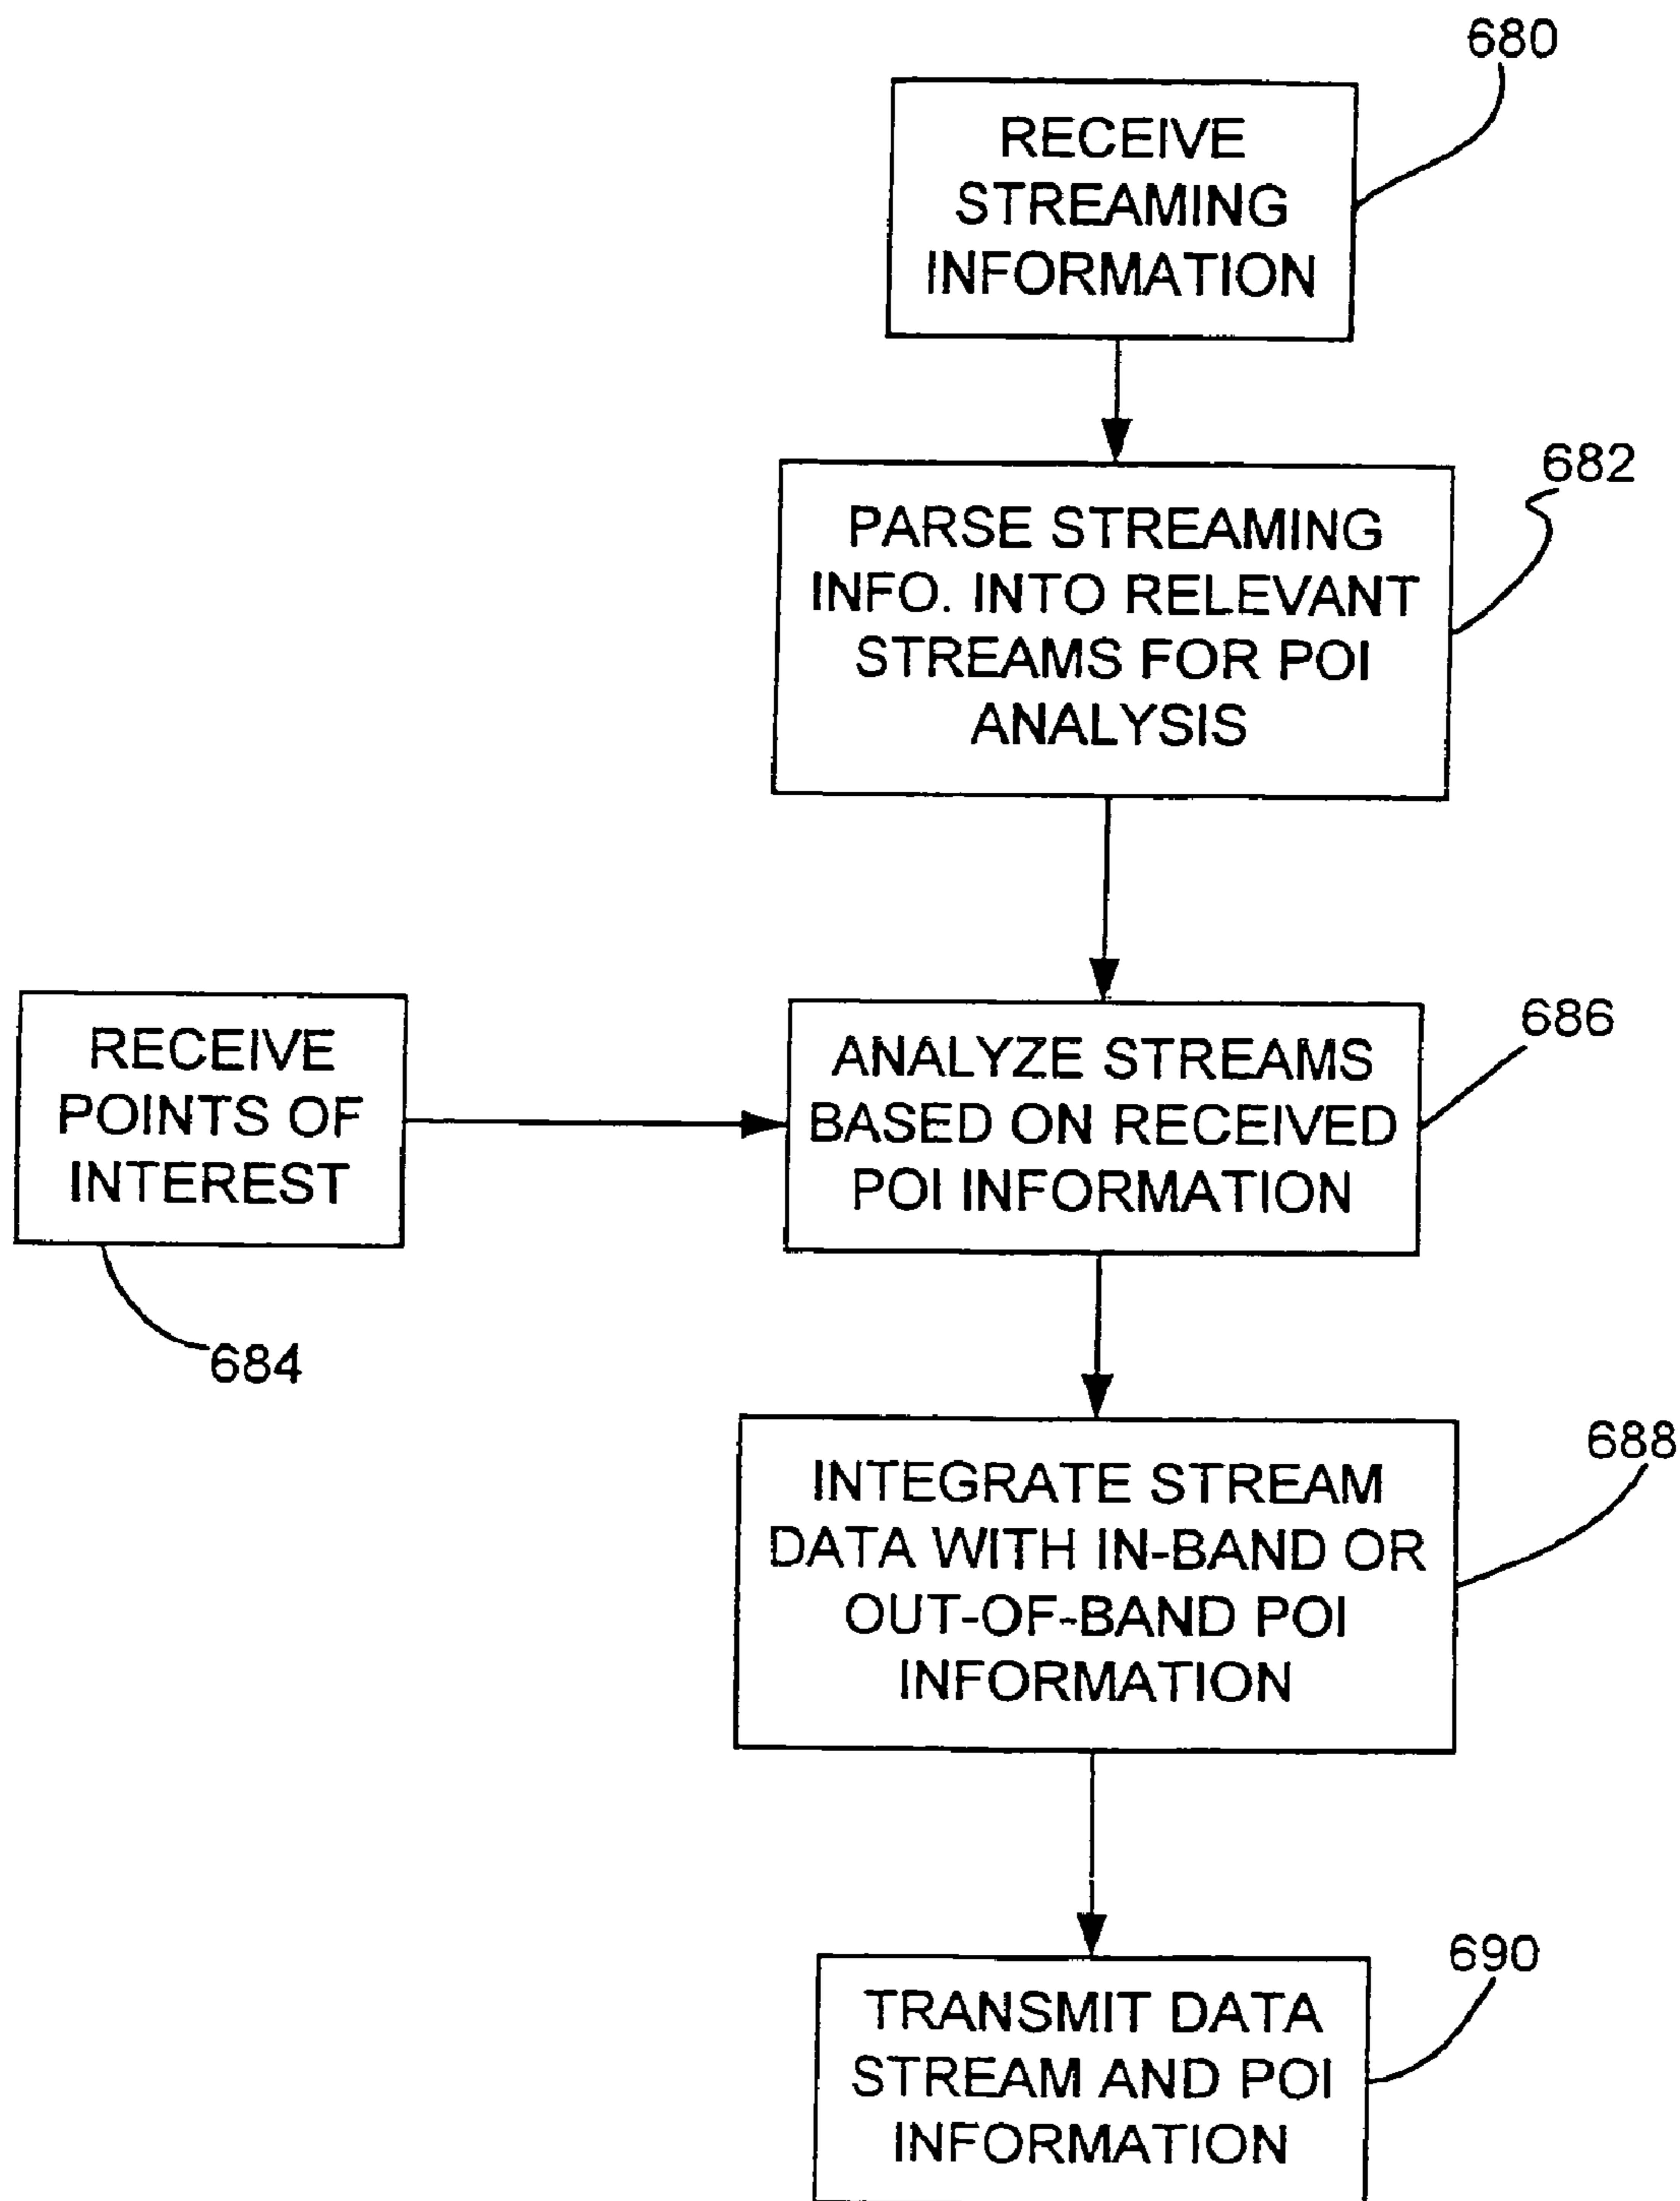 680
RECEIVE
STREAMING
INFORMATION
682
PARSE STREAMING
INFO. INTO RELEVANT
STREAMS FOR POI
ANALYSIS
RECEIVE
POINTS OF
INTEREST
684
686
ANALYZE STREAMS
BASED ON RECEIVED
POI INFORMATION
688
INTEGRATE STREAM
DATA WITH IN-BAND OR
OUT-OF-BAND POI
INFORMATION
690
TRANSMIT DATA
STREAM AND POI
INFORMATION